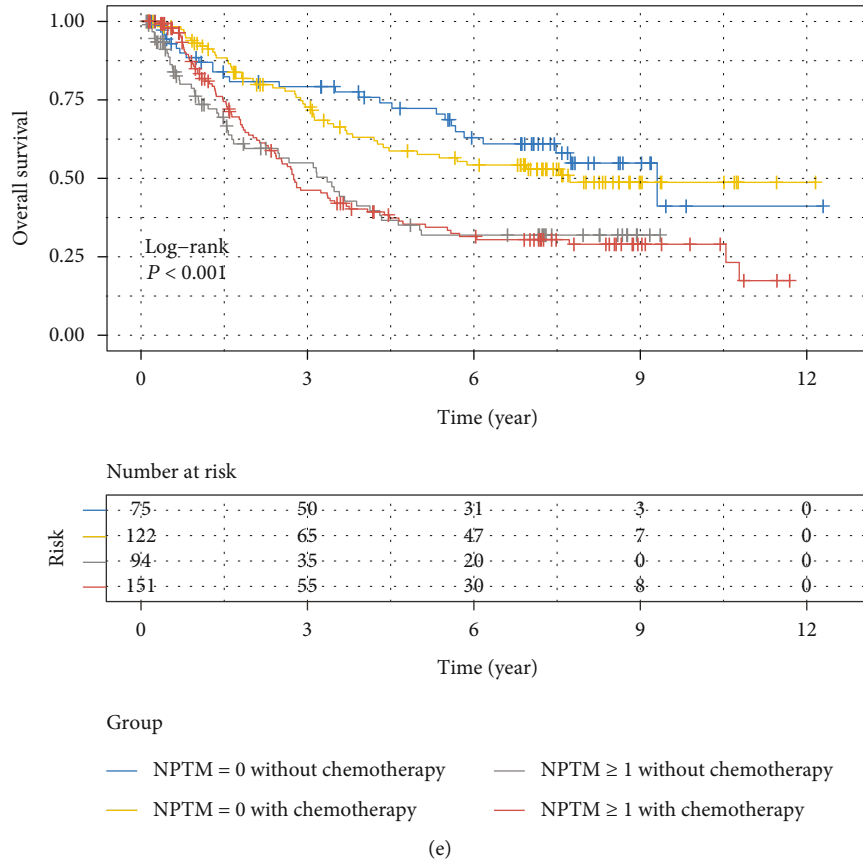 1.00
0.75
0.50
0.25
0.00
Overall survival
Log-rank
P < 0.001
0 3 6 9 12
Time (year)
Number at risk
Risk
75 50 31 3 0
122 65 47 7 0
94 35 20 0 0
151 55 30 8 0
0 3 6 9 12
Time (year)
Group
NPTM = 0 without chemotherapy NPTM ≥ 1 without chemotherapy
NPTM = 0 with chemotherapy NPTM ≥ 1 with chemotherapy
(e)